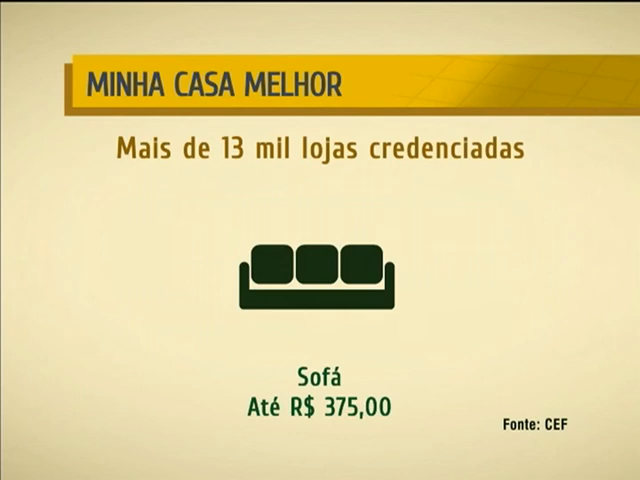 MINHA CASA MELHOR
Mais de 13 mil lojas credenciadas
Sofá
Até R$ 375,00
Fonte: CEF